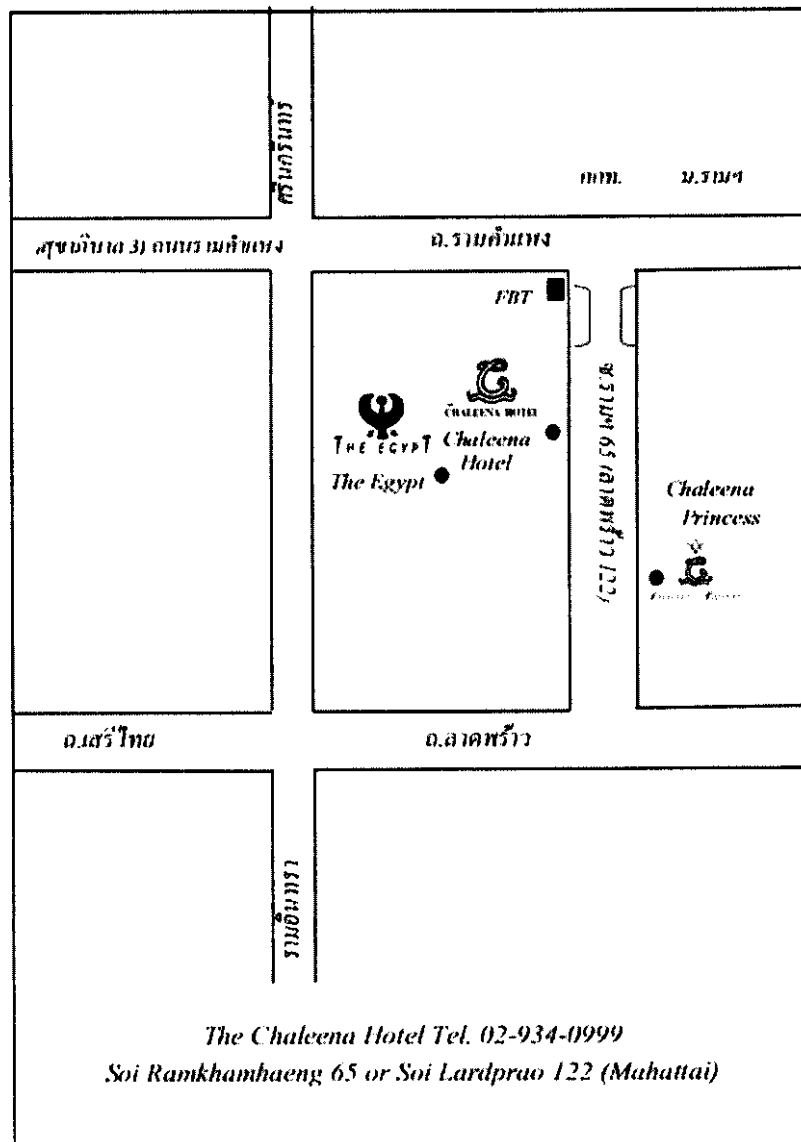 ศรีนครินทร์
กกท. ม.รามฯ
(สุขาภิบาล 3) ถนนรามคำแหง
ถ.รามคำแหง
FBT
CHALEENA HOTEL
THE EGYPT
Chaleena
Hotel
The Egypt
ซ.รามฯ 65 (ลาดพร้าว 122)
Chaleena
Princess
ถ.เสรีไทย
ถ.ลาดพร้าว
รามอินทรา
The Chaleena Hotel Tel. 02-934-0999
Soi Ramkhamhaeng 65 or Soi Lardprao 122 (Mahattai)